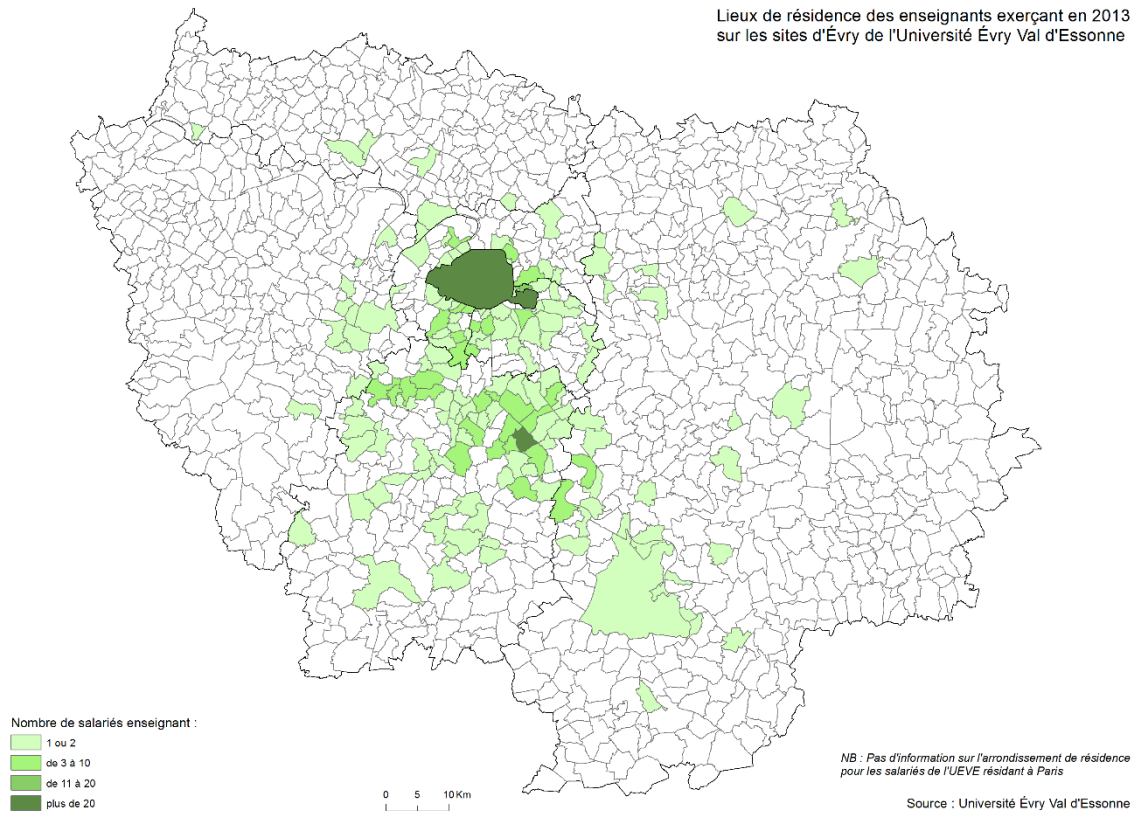 Lieux de résidence des enseignants exerçant en 2013
sur les sites d'Évry de l'Université Évry Val d'Essonne
Nombre de salariés enseignant :
1 ou 2
de 3 à 10
de 11 à 20
plus de 20
0 5 10 Km
NB : Pas d'information sur l'arrondissement de résidence
pour les salariés de l'UEVE résidant à Paris
Source : Université Évry Val d'Essonne